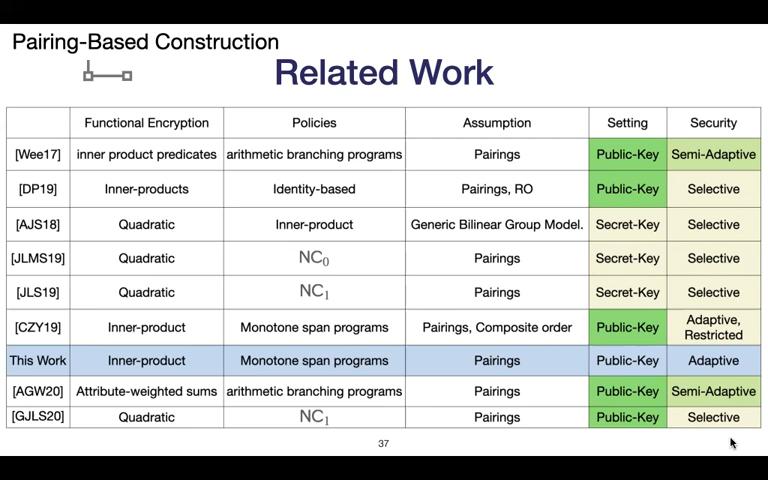 Pairing-Based Construction
Related Work
Functional Encryption Policies Assumption Setting Security
[Wee17] inner product predicates arithmetic branching programs Pairings Public-Key Semi-Adaptive
[DP19] Inner-products Identity-based Pairings, RO Public-Key Selective
[AJS18] Quadratic Inner-product Generic Bilinear Group Model. Secret-Key Selective
[JLMS19] Quadratic NC₀ Pairings Secret-Key Selective
[JLS19] Quadratic NC₁ Pairings Secret-Key Selective
[CZY19] Inner-product Monotone span programs Pairings, Composite order Public-Key Adaptive,
Restricted
This Work Inner-product Monotone span programs Pairings Public-Key Adaptive
[AGW20] Attribute-weighted sums arithmetic branching programs Pairings Public-Key Semi-Adaptive
[GJLS20] Quadratic NC₁ Pairings Public-Key Selective
37